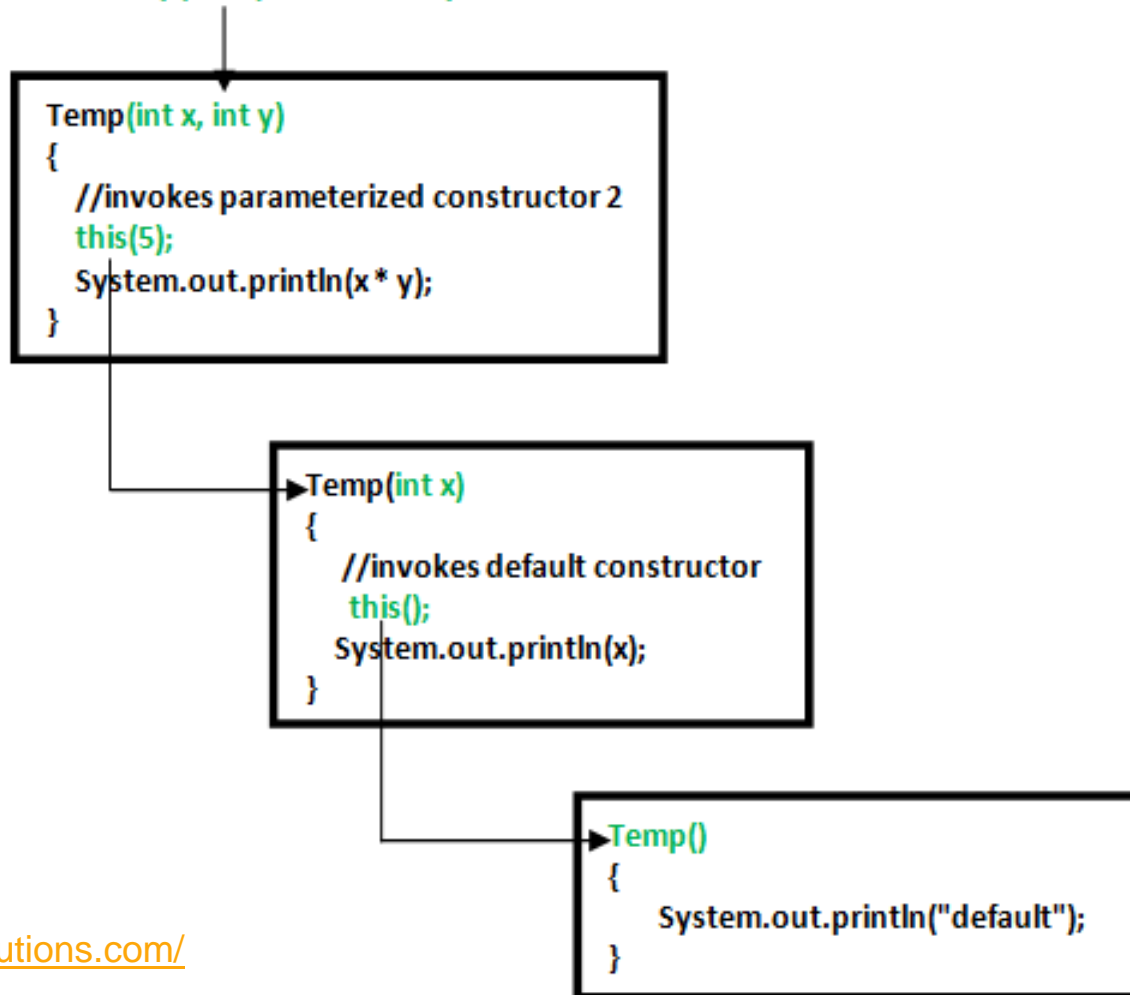 Temp(int x, int y)
{
//invokes parameterized constructor 2
this(5);
System.out.println(x * y);
}
Temp(int x)
{
//invokes default constructor
this();
System.out.println(x);
}
Temp()
{
System.out.println("default");
}
utions.com/